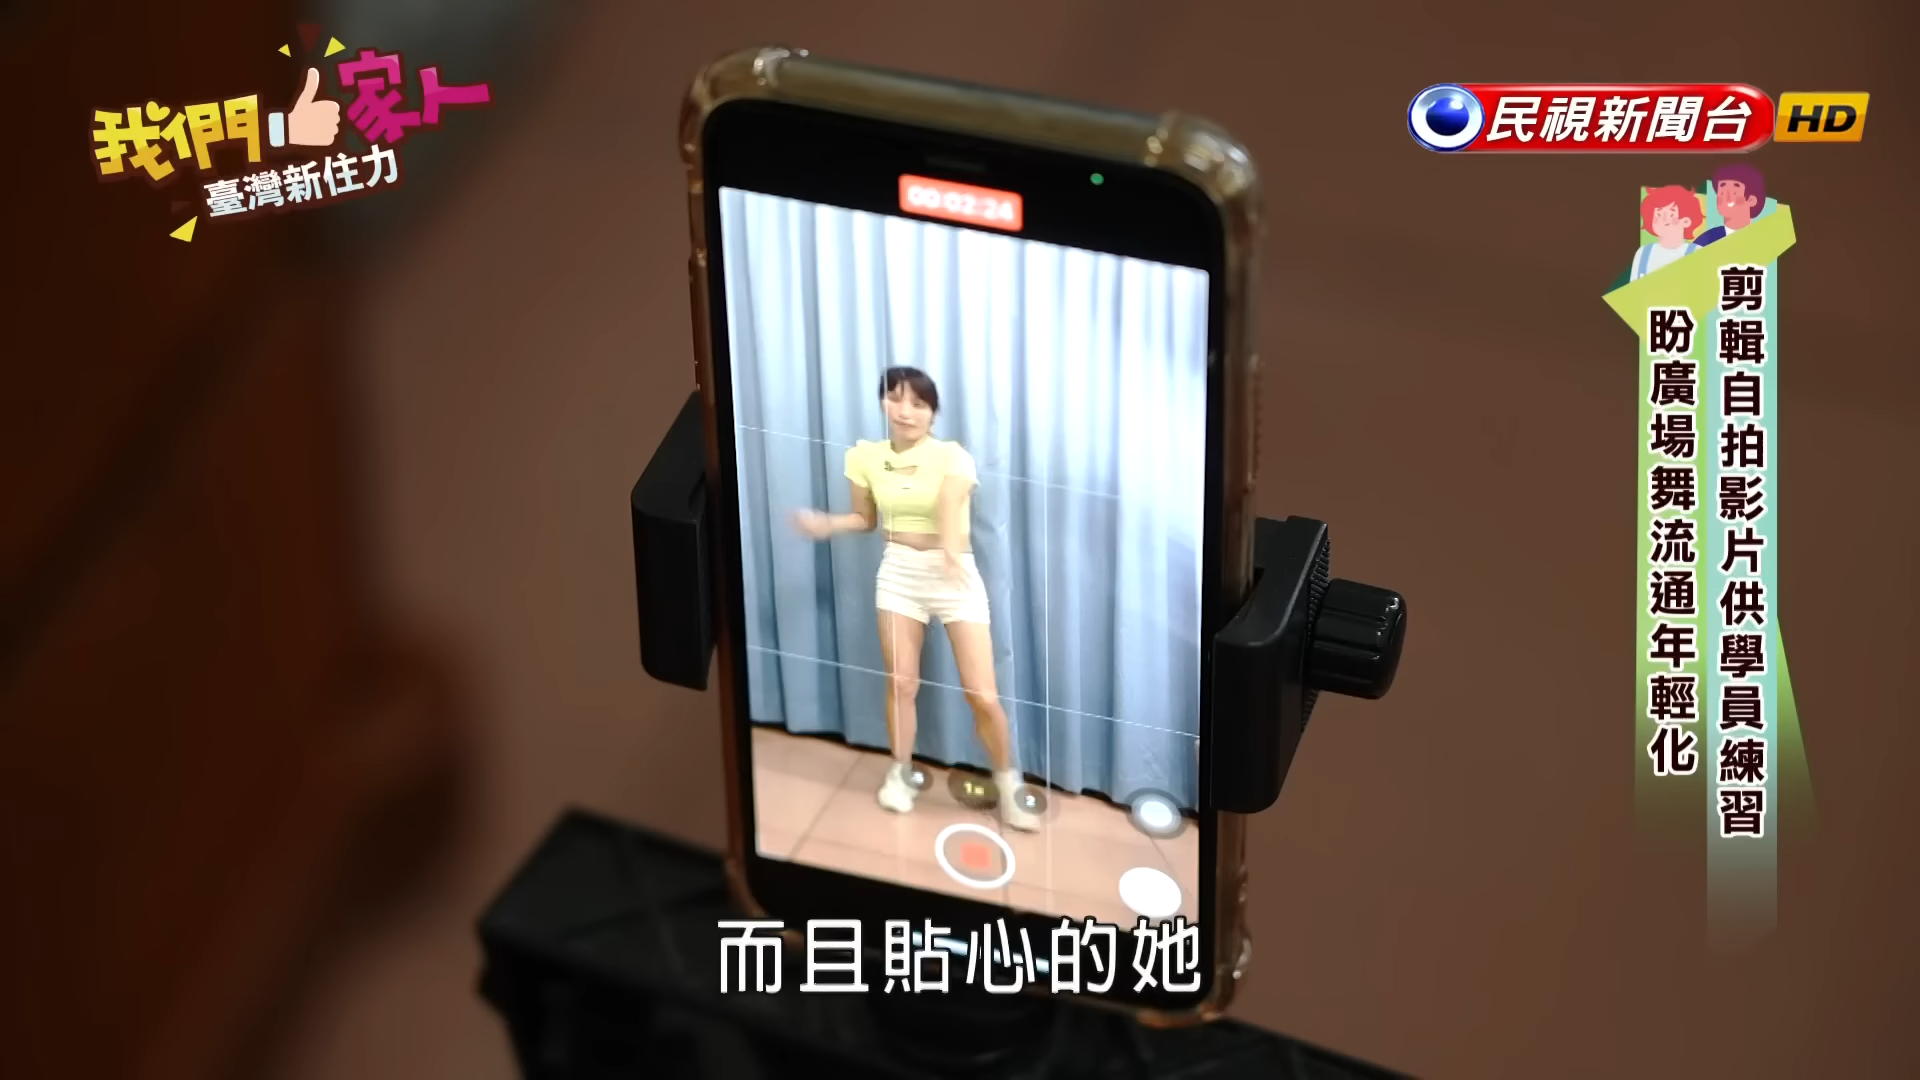 我們 家人
臺灣新住力
民視新聞台 HD
剪輯自拍影片供學員練習
盼廣場舞流通年輕化
00:02:24
1x
2
而且貼心的她